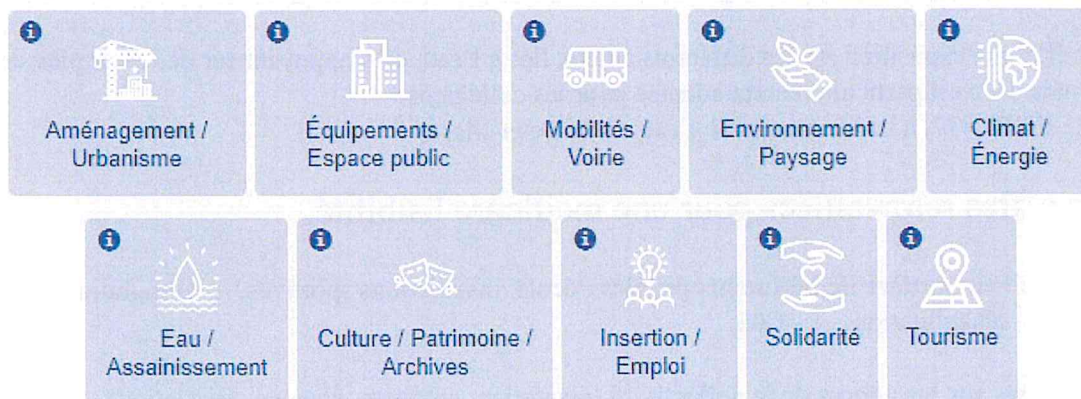 Aménagement /
Urbanisme
Équipements /
Espace public
Mobilités /
Voirie
Environnement /
Paysage
Climat /
Énergie
Eau /
Assainissement
Culture / Patrimoine /
Archives
Insertion /
Emploi
Solidarité
Tourisme